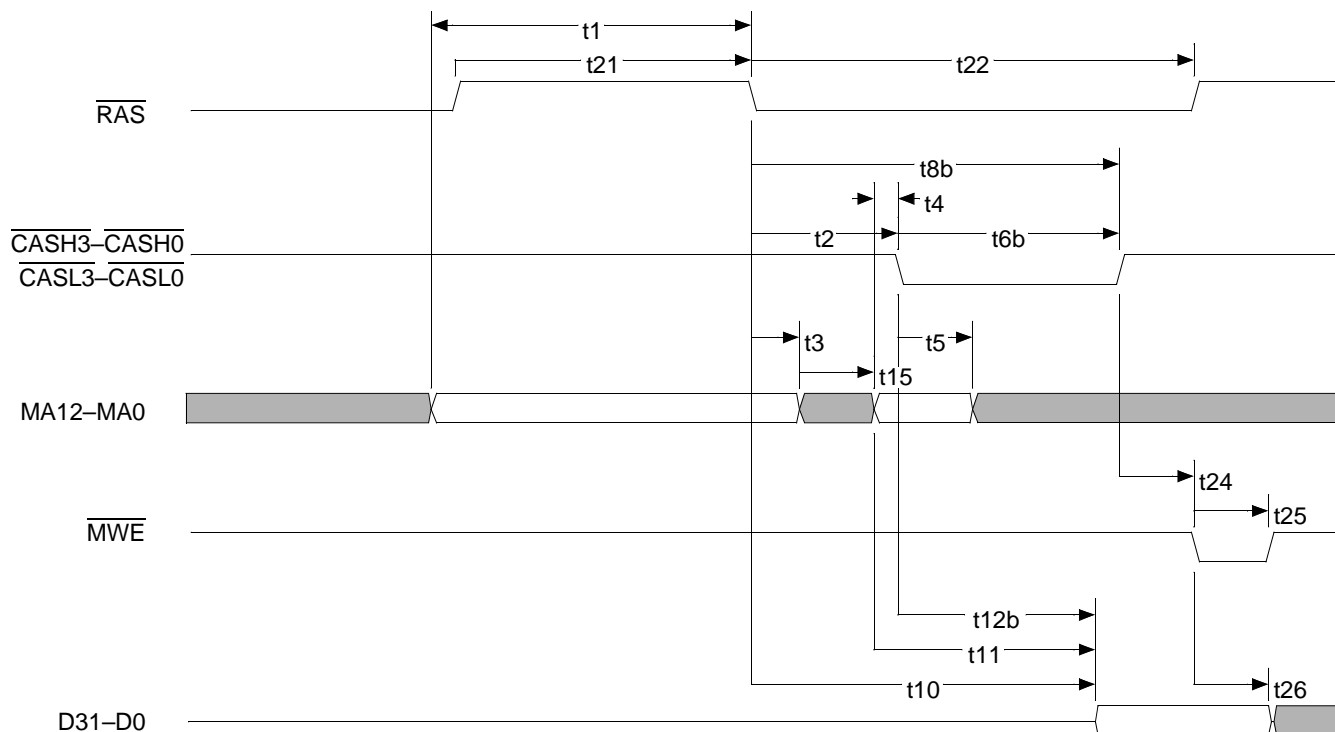 t1
t21
t22
RAS
t8b
t4
CASH3–CASH0
t2
t6b
CASL3–CASL0
t3
t5
t15
MA12–MA0
t24
t25
MWE
t12b
t11
t10
t26
D31–D0